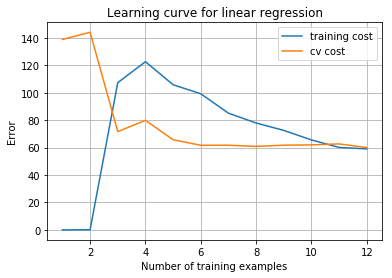 Learning curve for linear regression
training cost
cv cost
Error
140
120
100
80
60
40
20
0
2
4
6
8
10
12
Number of training examples